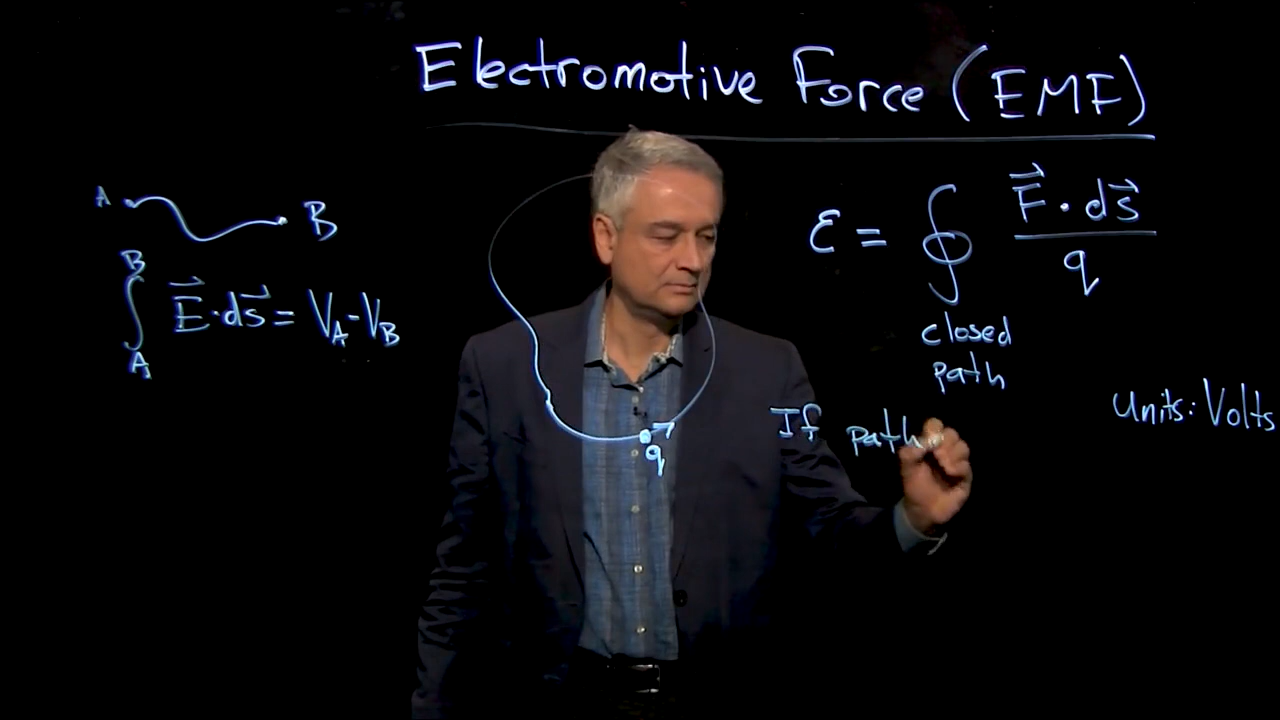 Electromotive Force (EMF)
A B
∫_A^B E⃗ · ds⃗ = V_A - V_B
q
ℰ = ∮ F⃗ · ds⃗ / q
closed
path
Units: Volts
If path